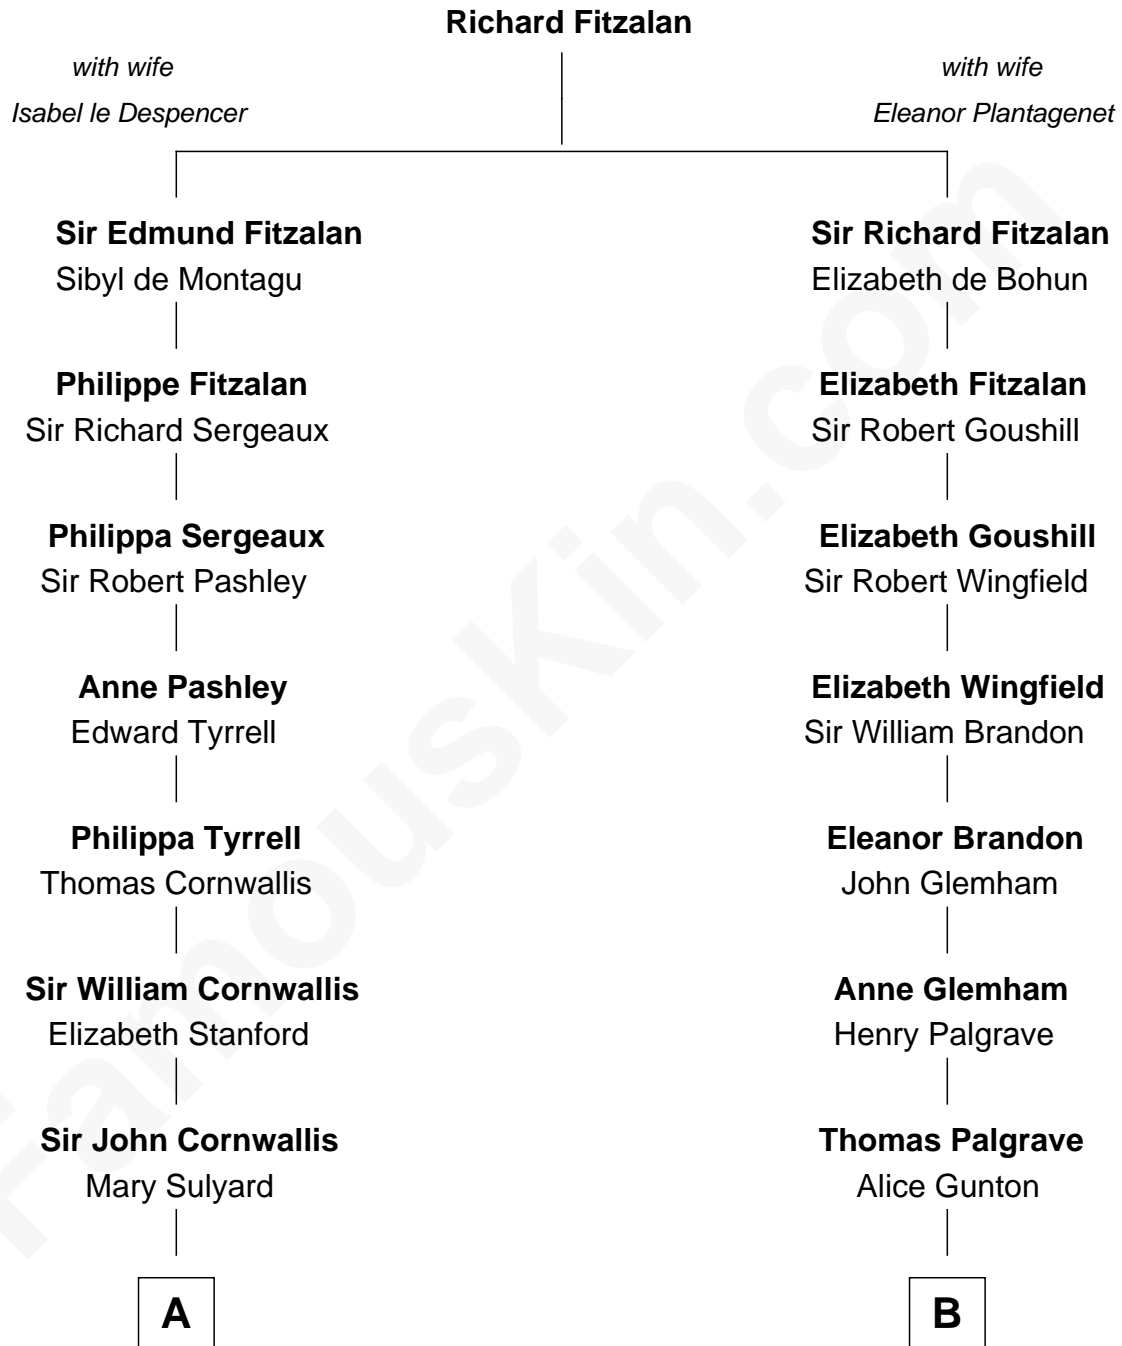 Richard Fitzalan
with wife
Isabel le Despencer
with wife
Eleanor Plantagenet
Sir Edmund Fitzalan
Sibyl de Montagu
Sir Richard Fitzalan
Elizabeth de Bohun
Philippe Fitzalan
Sir Richard Sergeaux
Elizabeth Fitzalan
Sir Robert Goushill
Philippa Sergeaux
Sir Robert Pashley
Elizabeth Goushill
Sir Robert Wingfield
Anne Pashley
Edward Tyrrell
Elizabeth Wingfield
Sir William Brandon
Philippa Tyrrell
Thomas Cornwallis
Eleanor Brandon
John Glemham
Sir William Cornwallis
Elizabeth Stanford
Anne Glemham
Henry Palgrave
Sir John Cornwallis
Mary Sulyard
Thomas Palgrave
Alice Gunton
A
B
FamousKin.com